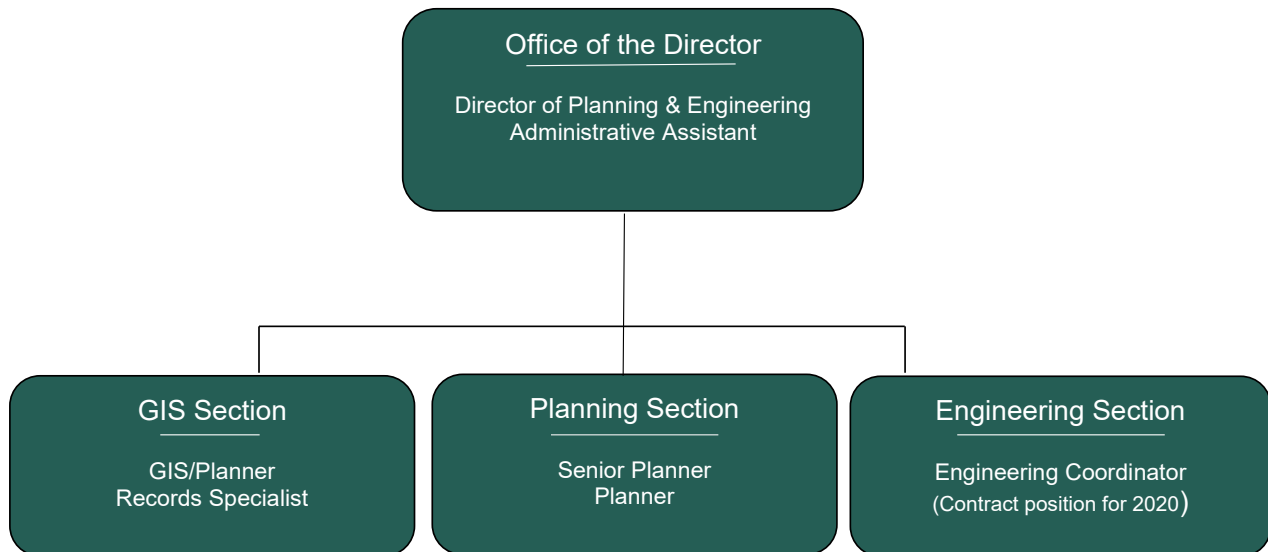 Office of the Director
Director of Planning & Engineering
Administrative Assistant
GIS Section
GIS/Planner
Records Specialist
Planning Section
Senior Planner
Planner
Engineering Section
Engineering Coordinator
(Contract position for 2020)